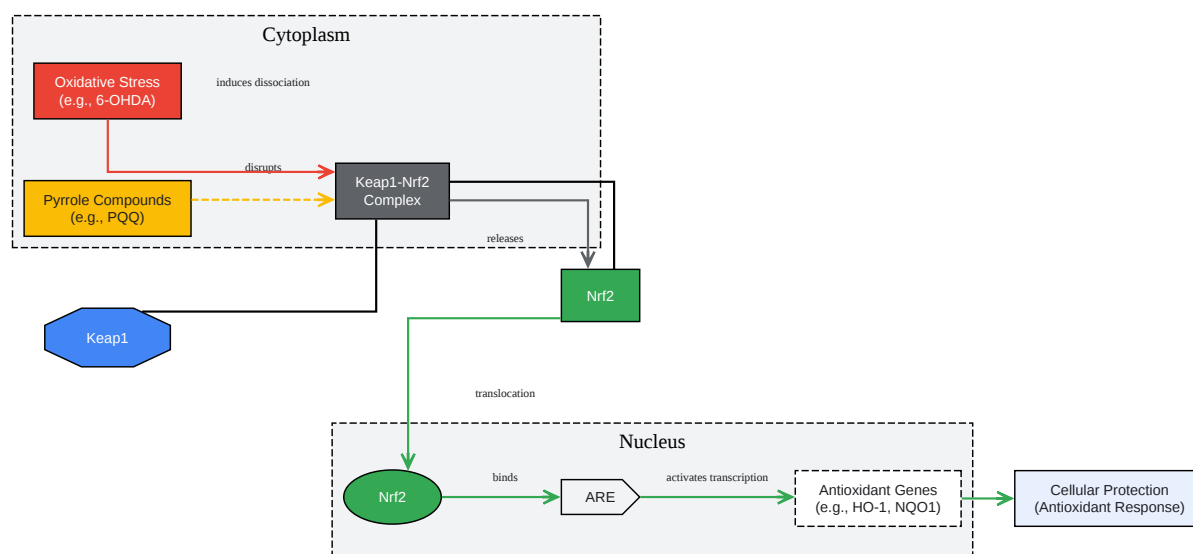 Cytoplasm
Oxidative Stress
(e.g., 6-OHDA)
induces dissociation
disrupts
Keap1-Nrf2
Complex
Pyrrole Compounds
(e.g., PQQ)
releases
Nrf2
Keap1
translocation
Nucleus
Nrf2
binds
ARE
activates transcription
Antioxidant Genes
(e.g., HO-1, NQO1)
Cellular Protection
(Antioxidant Response)